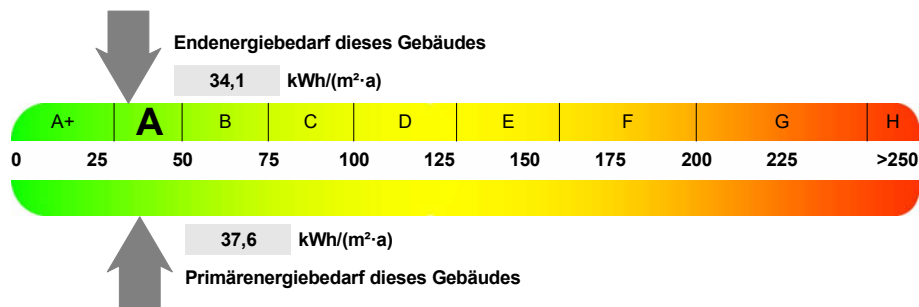 Endenergiebedarf dieses Gebäudes
34,1 kWh/(m²·a)
A+ A B C D E F G H
0 25 50 75 100 125 150 175 200 225 >250
37,6 kWh/(m²·a)
Primärenergiebedarf dieses Gebäudes